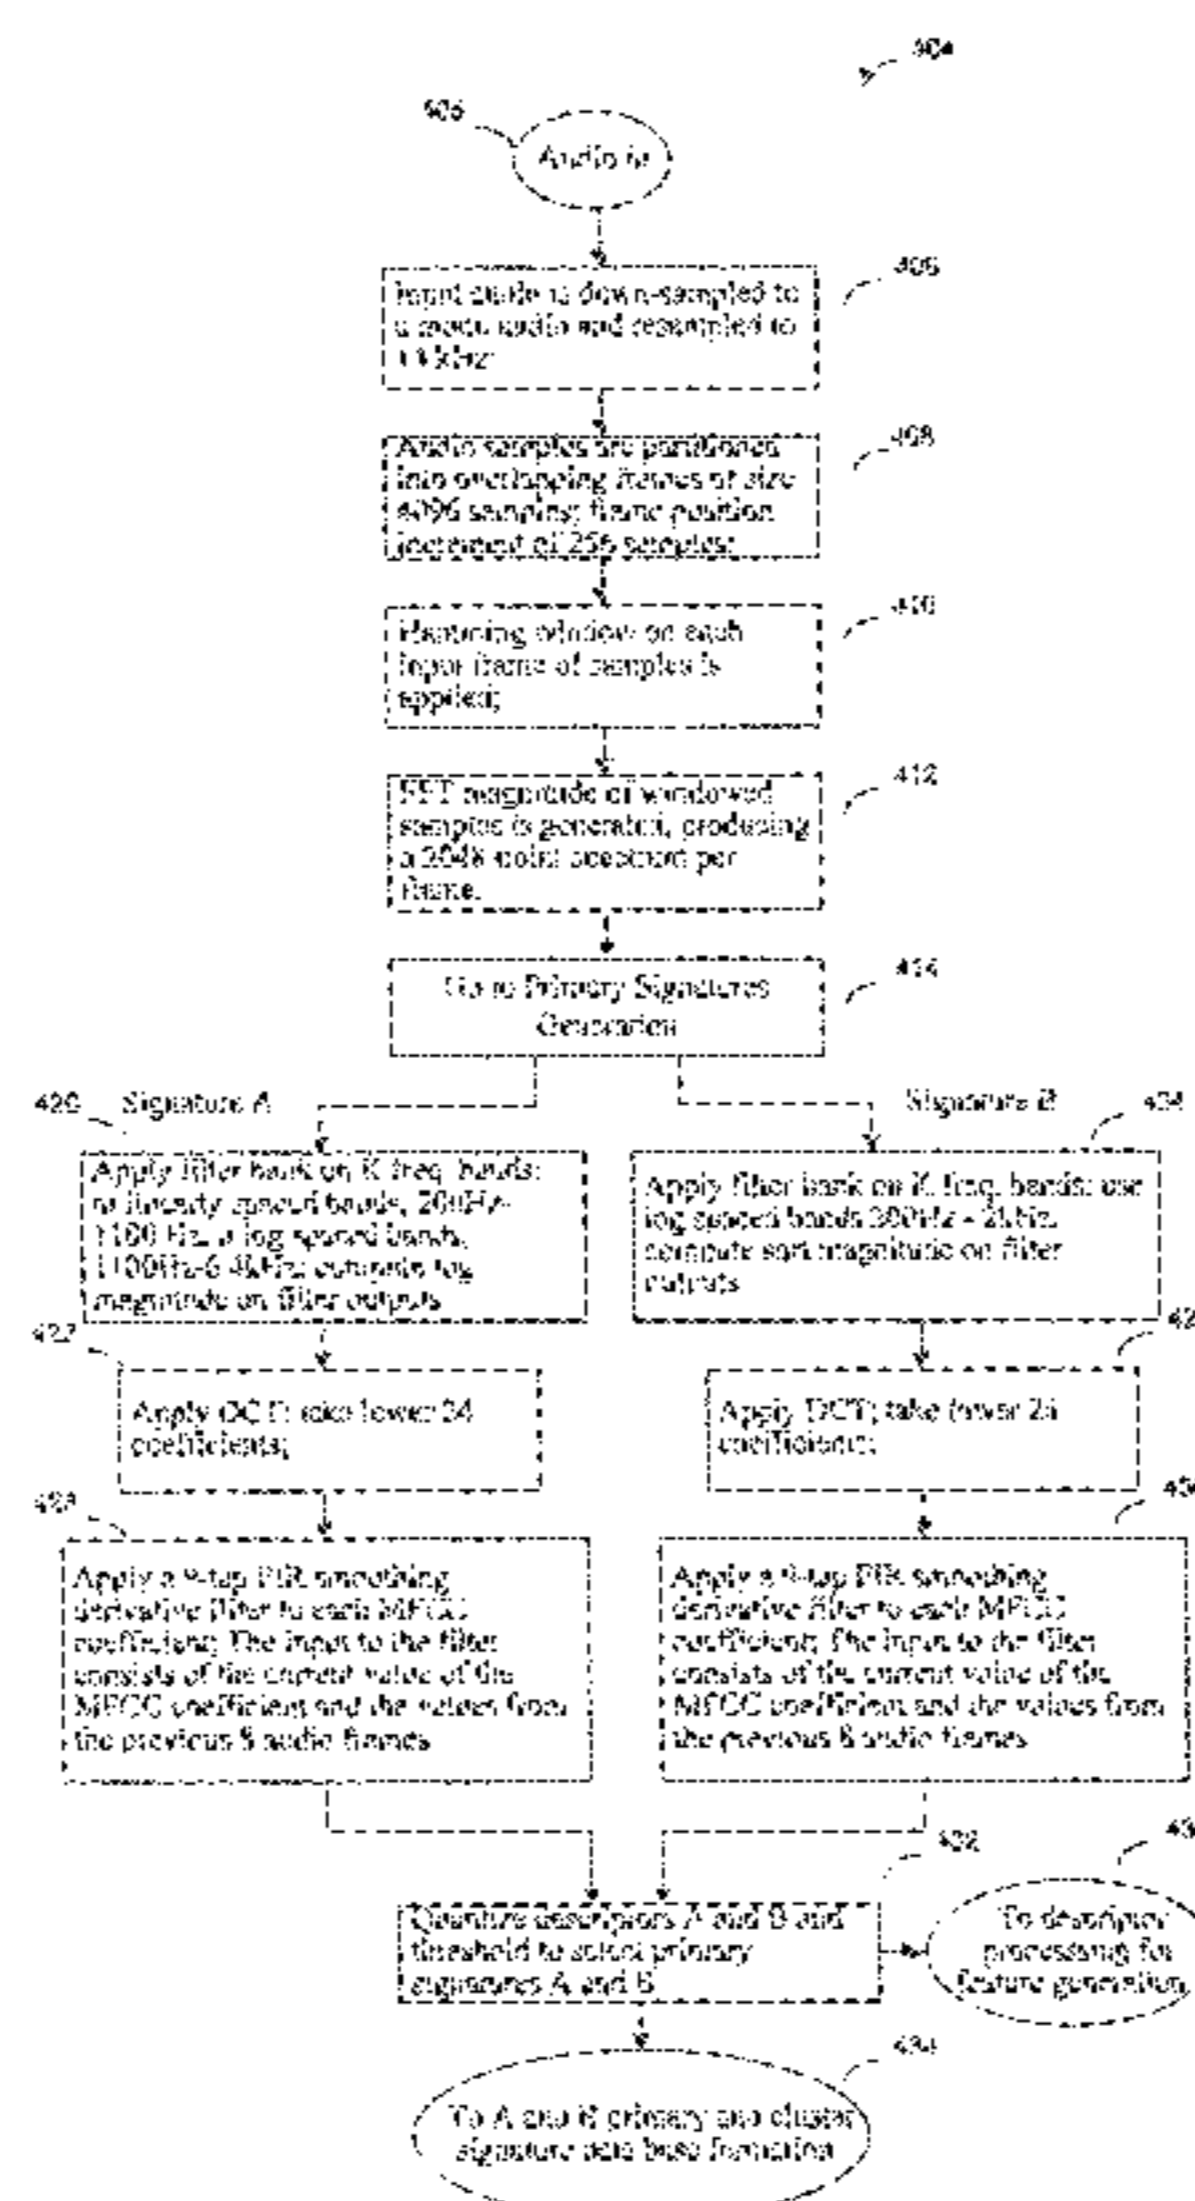 Audio in
Input audio is down-sampled to
a mono audio and resampled to
Audio samples are partitioned
into overlapping frames of size
4096 samples; frame position
increment of 256 samples;
window on each
input frame of samples is
applied;
412
FFT magnitude of windowed
samples is generated, producing
a 2048 point spectrum per
frame.
Go to Primary Signatures
Generation
420
Signature A
Signature B
Apply filter bank on K freq. bands:
linearly spaced bands,
1100 Hz, log spaced bands,
compute log
magnitude on filter outputs
Apply filter bank on K freq. bands: use
log spaced bands 300Hz - 2kHz,
compute sqrt magnitude on filter
outputs
Apply DCT; take lower 24
coefficients;
Apply DCT; take lower 24
coefficients;
Apply a 9-tap FIR smoothing
derivative filter to each MFCC
coefficient; The input to the filter
consists of the current value of the
MFCC coefficient and the values from
the previous 8 audio frames
Apply a 9-tap FIR smoothing
derivative filter to each MFCC
coefficient; The input to the filter
consists of the current value of the
MFCC coefficient and the values from
the previous 8 audio frames
432
Quantize descriptors A and B and
threshold to select primary
signatures A and B
To descriptor
processing for
feature generation
To A and B primary and cluster
signature data base formation